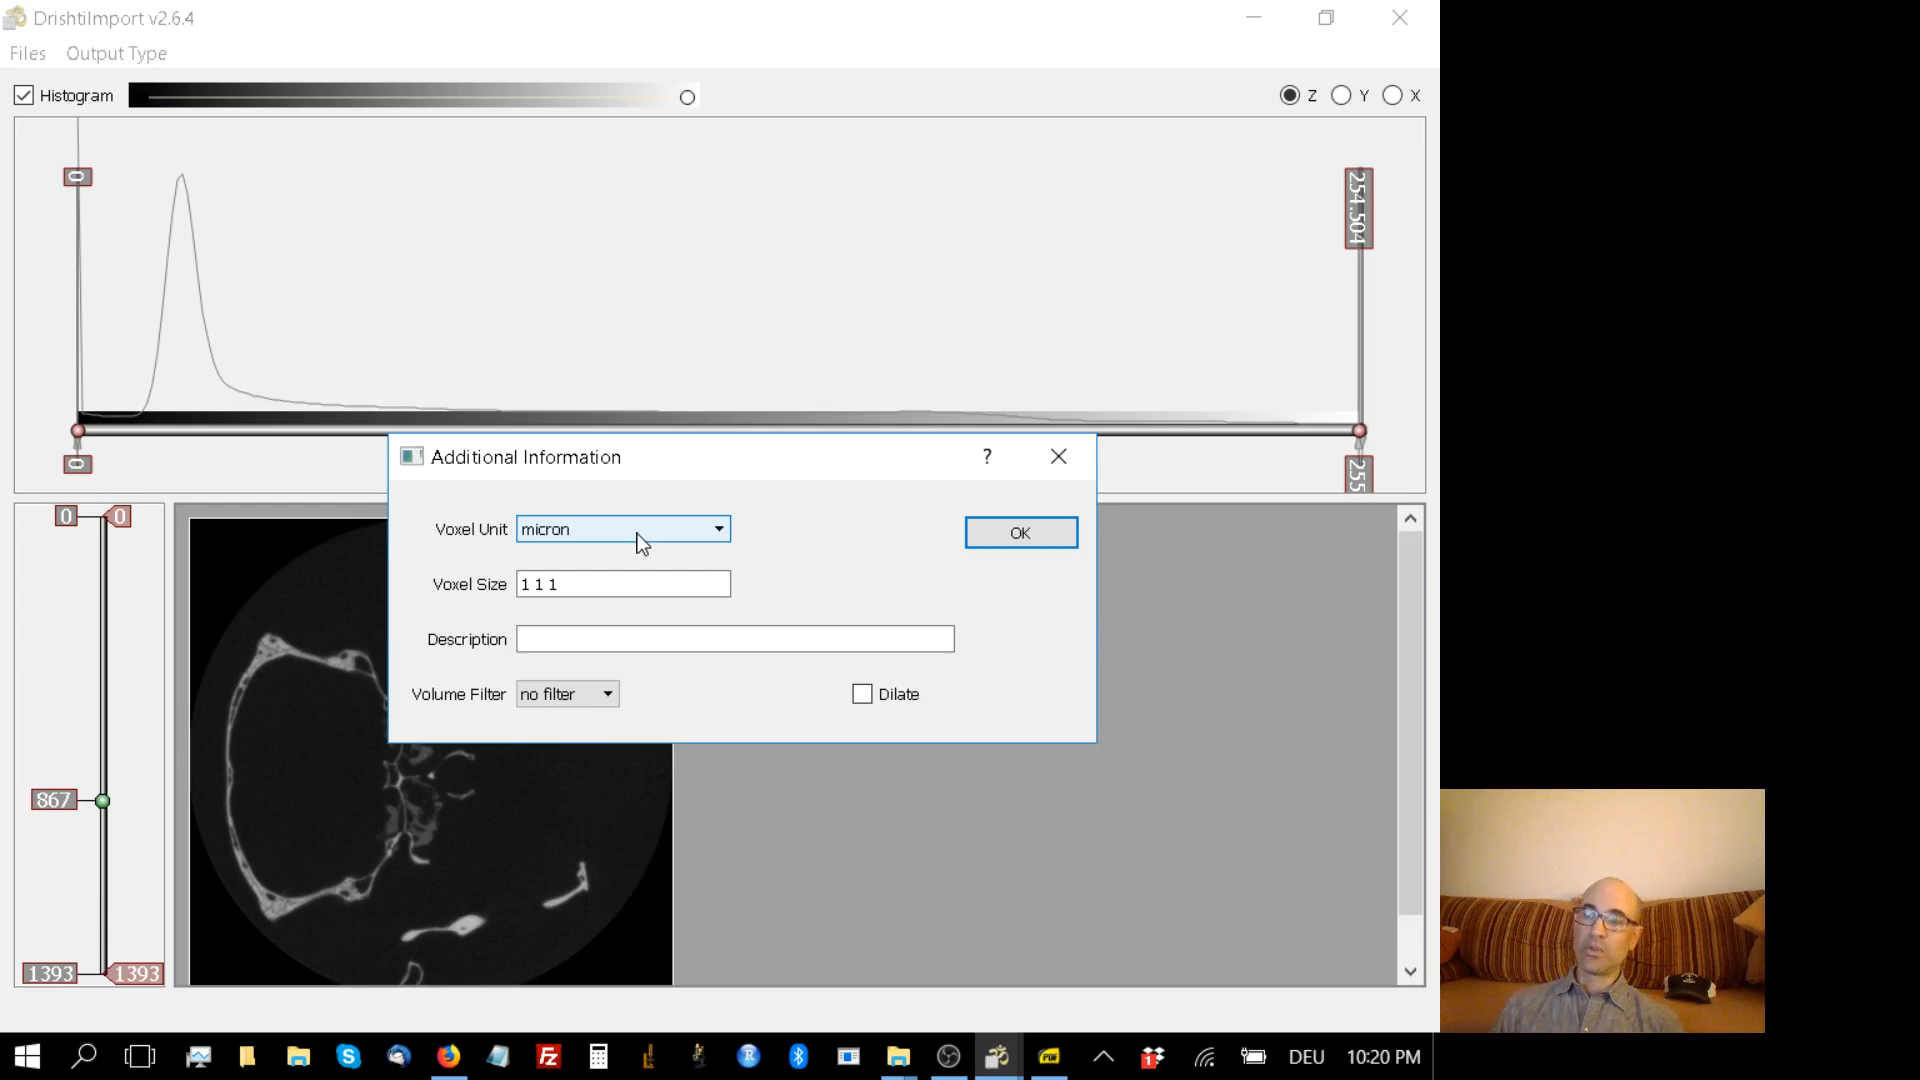 DrishtiImport v2.6.4
Files Output Type
Histogram
Z Y X
0
254.504
0
255
Additional Information
?
Voxel Unit micron
OK
Voxel Size 1 1 1
Description
Volume Filter no filter
Dilate
0 0
867
1393 1393
DEU 10:20 PM